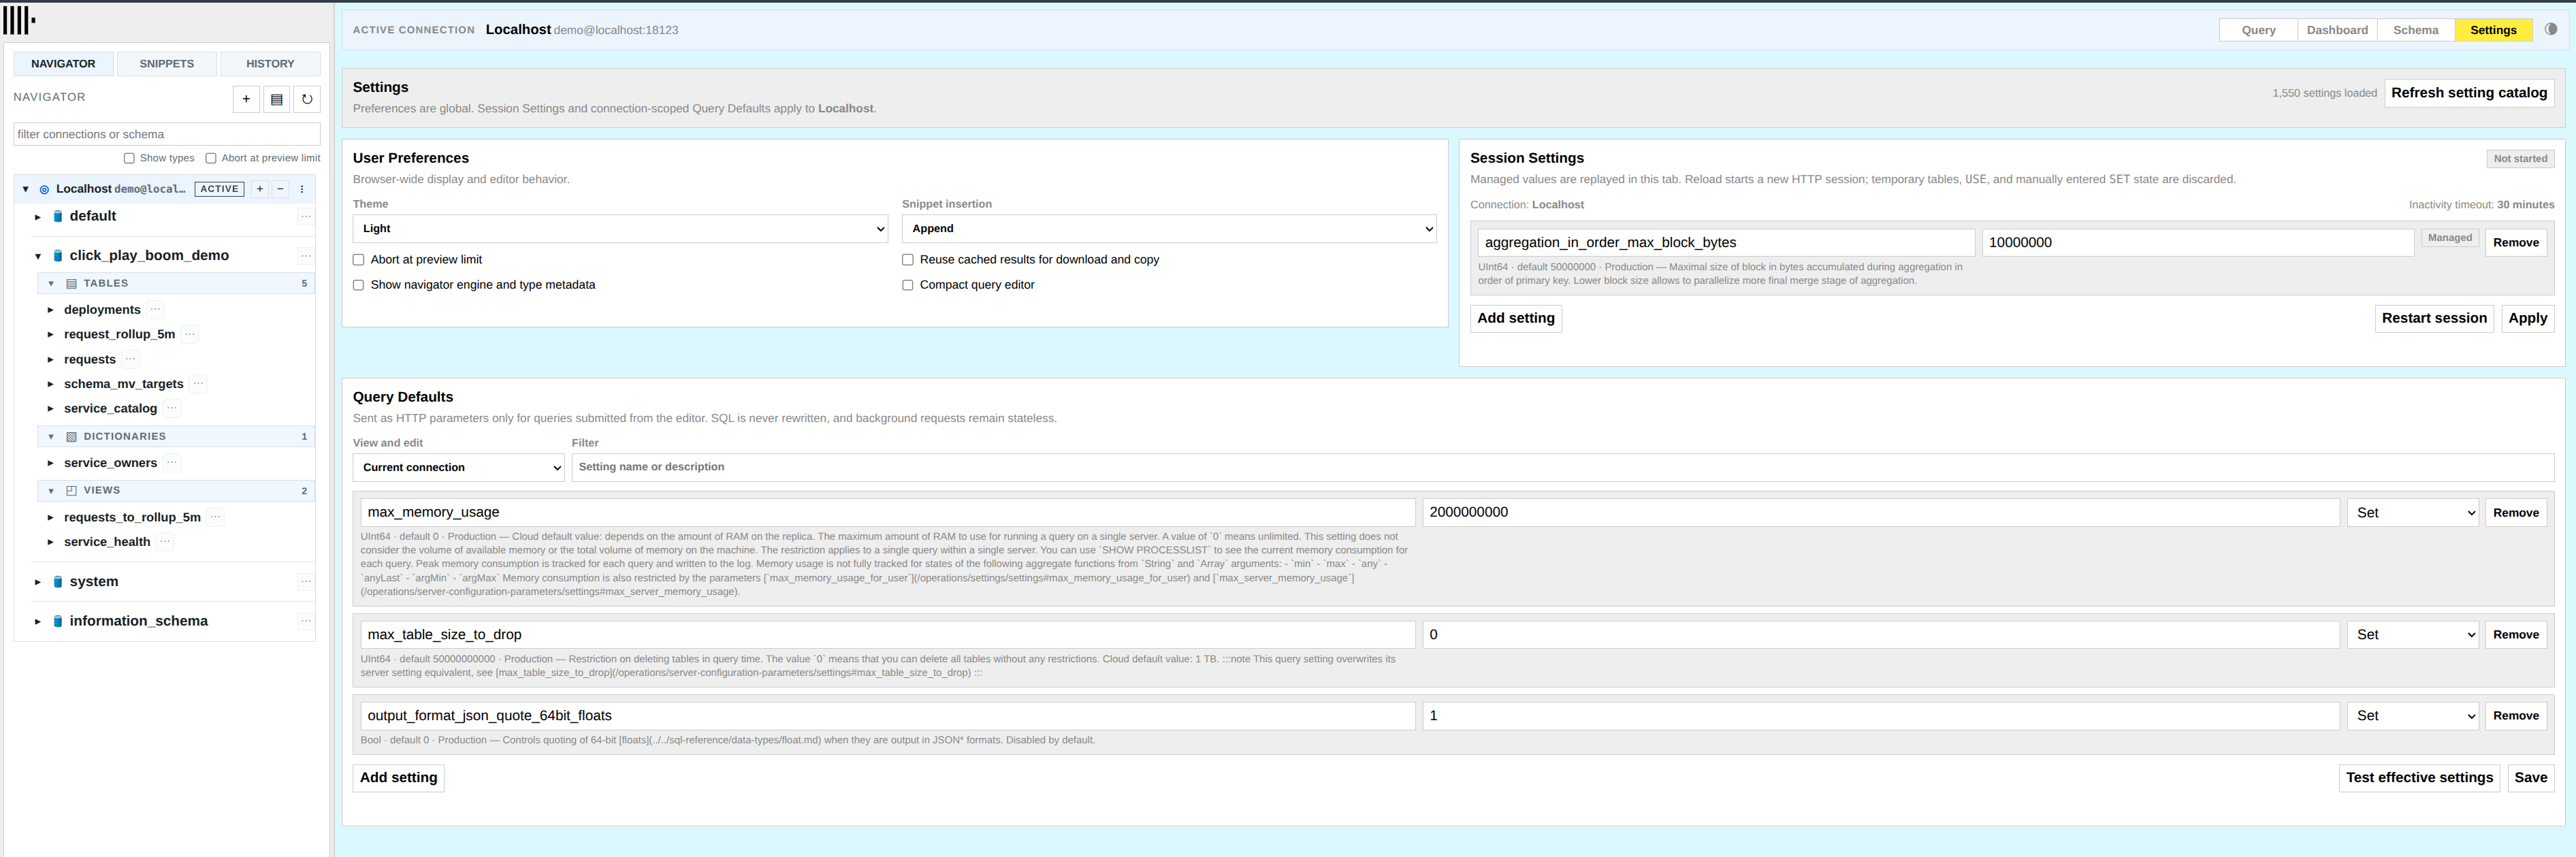 NAVIGATOR SNIPPETS HISTORY
NAVIGATOR
+
filter connections or schema
Show types Abort at preview limit
Localhost demo@local… ACTIVE + −
default
click_play_boom_demo
TABLES 5
deployments
request_rollup_5m
requests
schema_mv_targets
service_catalog
DICTIONARIES 1
service_owners
VIEWS 2
requests_to_rollup_5m
service_health
system
information_schema
ACTIVE CONNECTION Localhost demo@localhost:18123
Query Dashboard Schema Settings
Settings
Preferences are global. Session Settings and connection-scoped Query Defaults apply to Localhost.
1,550 settings loaded Refresh setting catalog
User Preferences
Browser-wide display and editor behavior.
Theme Snippet insertion
Light Append
Abort at preview limit Reuse cached results for download and copy
Show navigator engine and type metadata Compact query editor
Session Settings Not started
Managed values are replayed in this tab. Reload starts a new HTTP session; temporary tables, USE, and manually entered SET state are discarded.
Connection: Localhost Inactivity timeout: 30 minutes
aggregation_in_order_max_block_bytes 10000000 Managed Remove
UInt64 · default 50000000 · Production — Maximal size of block in bytes accumulated during aggregation in
order of primary key. Lower block size allows to parallelize more final merge stage of aggregation.
Add setting Restart session Apply
Query Defaults
Sent as HTTP parameters only for queries submitted from the editor. SQL is never rewritten, and background requests remain stateless.
View and edit Filter
Current connection Setting name or description
max_memory_usage 2000000000 Set Remove
UInt64 · default 0 · Production — Cloud default value: depends on the amount of RAM on the replica. The maximum amount of RAM to use for running a query on a single server. A value of `0` means unlimited. This setting does not
consider the volume of available memory or the total volume of memory on the machine. The restriction applies to a single query within a single server. You can use `SHOW PROCESSLIST` to see the current memory consumption for
each query. Peak memory consumption is tracked for each query and written to the log. Memory usage is not fully tracked for states of the following aggregate functions from `String` and `Array` arguments: - `min` - `max` - `any` -
`anyLast` - `argMin` - `argMax` Memory consumption is also restricted by the parameters [`max_memory_usage_for_user`](/operations/settings/settings#max_memory_usage_for_user) and [`max_server_memory_usage`]
(/operations/server-configuration-parameters/settings#max_server_memory_usage).
max_table_size_to_drop 0 Set Remove
UInt64 · default 50000000000 · Production — Restriction on deleting tables in query time. The value `0` means that you can delete all tables without any restrictions. Cloud default value: 1 TB. :::note This query setting overwrites its
server setting equivalent, see [max_table_size_to_drop](/operations/server-configuration-parameters/settings#max_table_size_to_drop) :::
output_format_json_quote_64bit_floats 1 Set Remove
Bool · default 0 · Production — Controls quoting of 64-bit [floats](../../sql-reference/data-types/float.md) when they are output in JSON* formats. Disabled by default.
Add setting Test effective settings Save